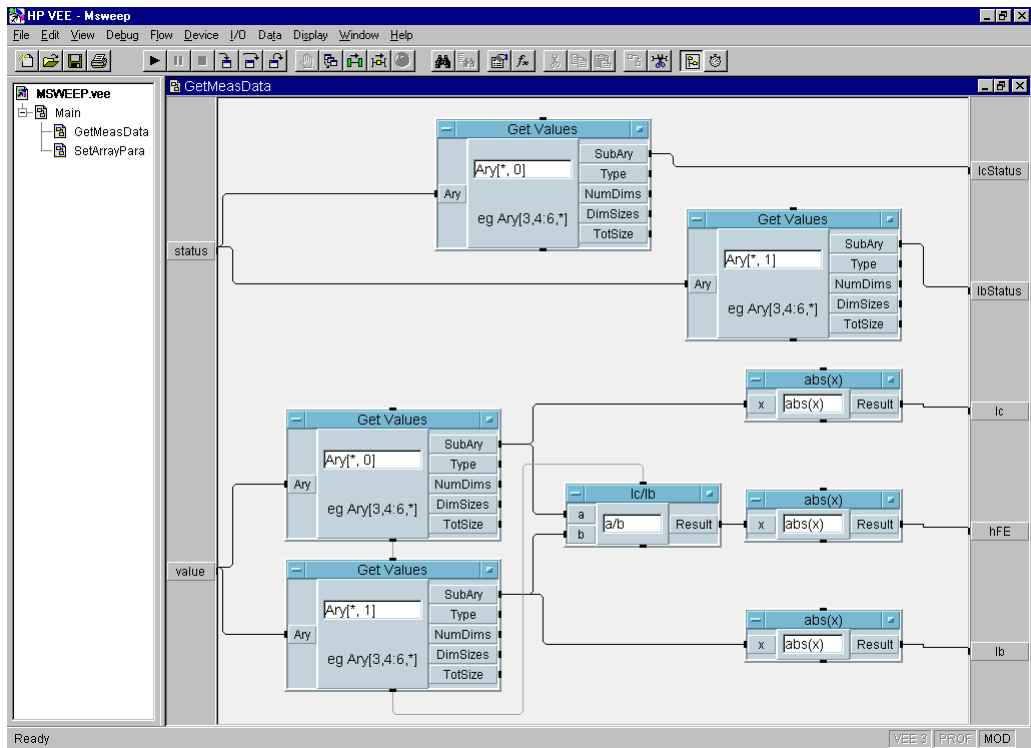 HP VEE - Msweep
File Edit View Debug Flow Device I/O Data Display Window Help
MSWEEP.vee
Main
GetMeasData
SetArrayPara
GetMeasData
status
value
Get Values
Ary
Ary[*, 0]
eg Ary[3,4:6,*]
SubAry
Type
NumDims
DimSizes
TotSize
Get Values
Ary
Ary[*, 1]
eg Ary[3,4:6,*]
SubAry
Type
NumDims
DimSizes
TotSize
Get Values
Ary
Ary[*, 0]
eg Ary[3,4:6,*]
SubAry
Type
NumDims
DimSizes
TotSize
Get Values
Ary
Ary[*, 1]
eg Ary[3,4:6,*]
SubAry
Type
NumDims
DimSizes
TotSize
Ic/Ib
a
b
a/b
Result
abs(x)
x
abs(x)
Result
abs(x)
x
abs(x)
Result
abs(x)
x
abs(x)
Result
IcStatus
IbStatus
Ic
hFE
Ib
Ready
VEE 3
PROF
MOD